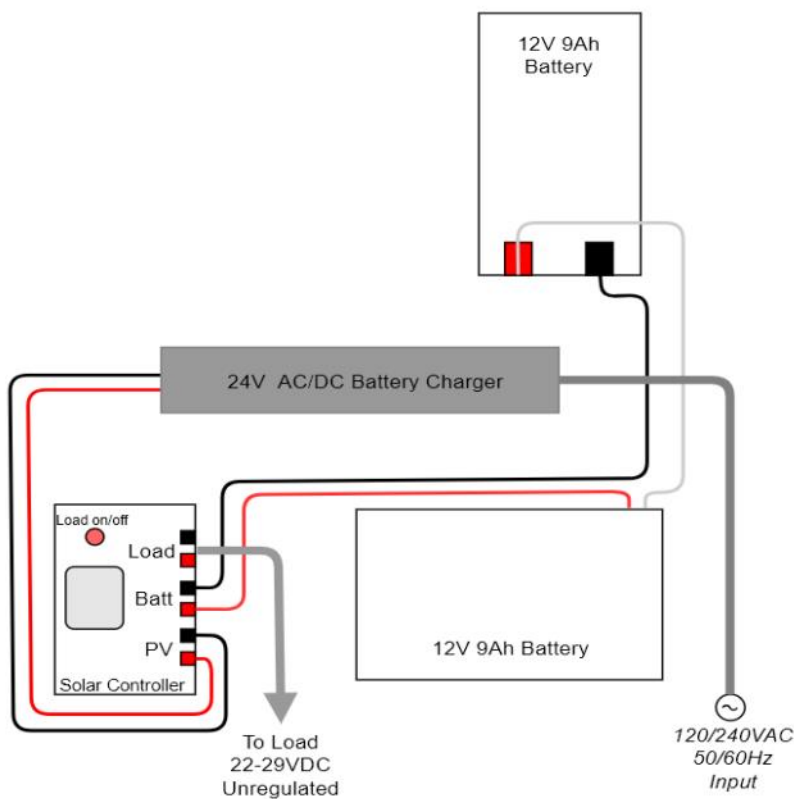 12V 9Ah
Battery
24V  AC/DC Battery Charger
Load on/off
Load
Batt
PV
Solar Controller
12V 9Ah Battery
To Load
22-29VDC
Unregulated
120/240VAC
50/60Hz
Input